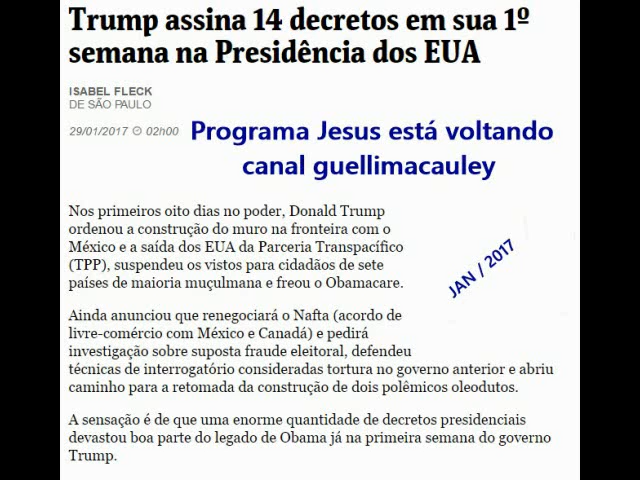 Trump assina 14 decretos em sua 1º
semana na Presidência dos EUA
ISABEL FLECK
DE SÃO PAULO
29/01/2017 02h00
Programa Jesus está voltando
canal guellimacauley
Nos primeiros oito dias no poder, Donald Trump
ordenou a construção do muro na fronteira com o
México e a saída dos EUA da Parceria Transpacífico
(TPP), suspendeu os vistos para cidadãos de sete
países de maioria muçulmana e freou o Obamacare.
JAN / 2017
Ainda anunciou que renegociará o Nafta (acordo de
livre-comércio com México e Canadá) e pedirá
investigação sobre suposta fraude eleitoral, defendeu
técnicas de interrogatório consideradas tortura no governo anterior e abriu
caminho para a retomada da construção de dois polêmicos oleodutos.
A sensação é de que uma enorme quantidade de decretos presidenciais
devastou boa parte do legado de Obama já na primeira semana do governo
Trump.